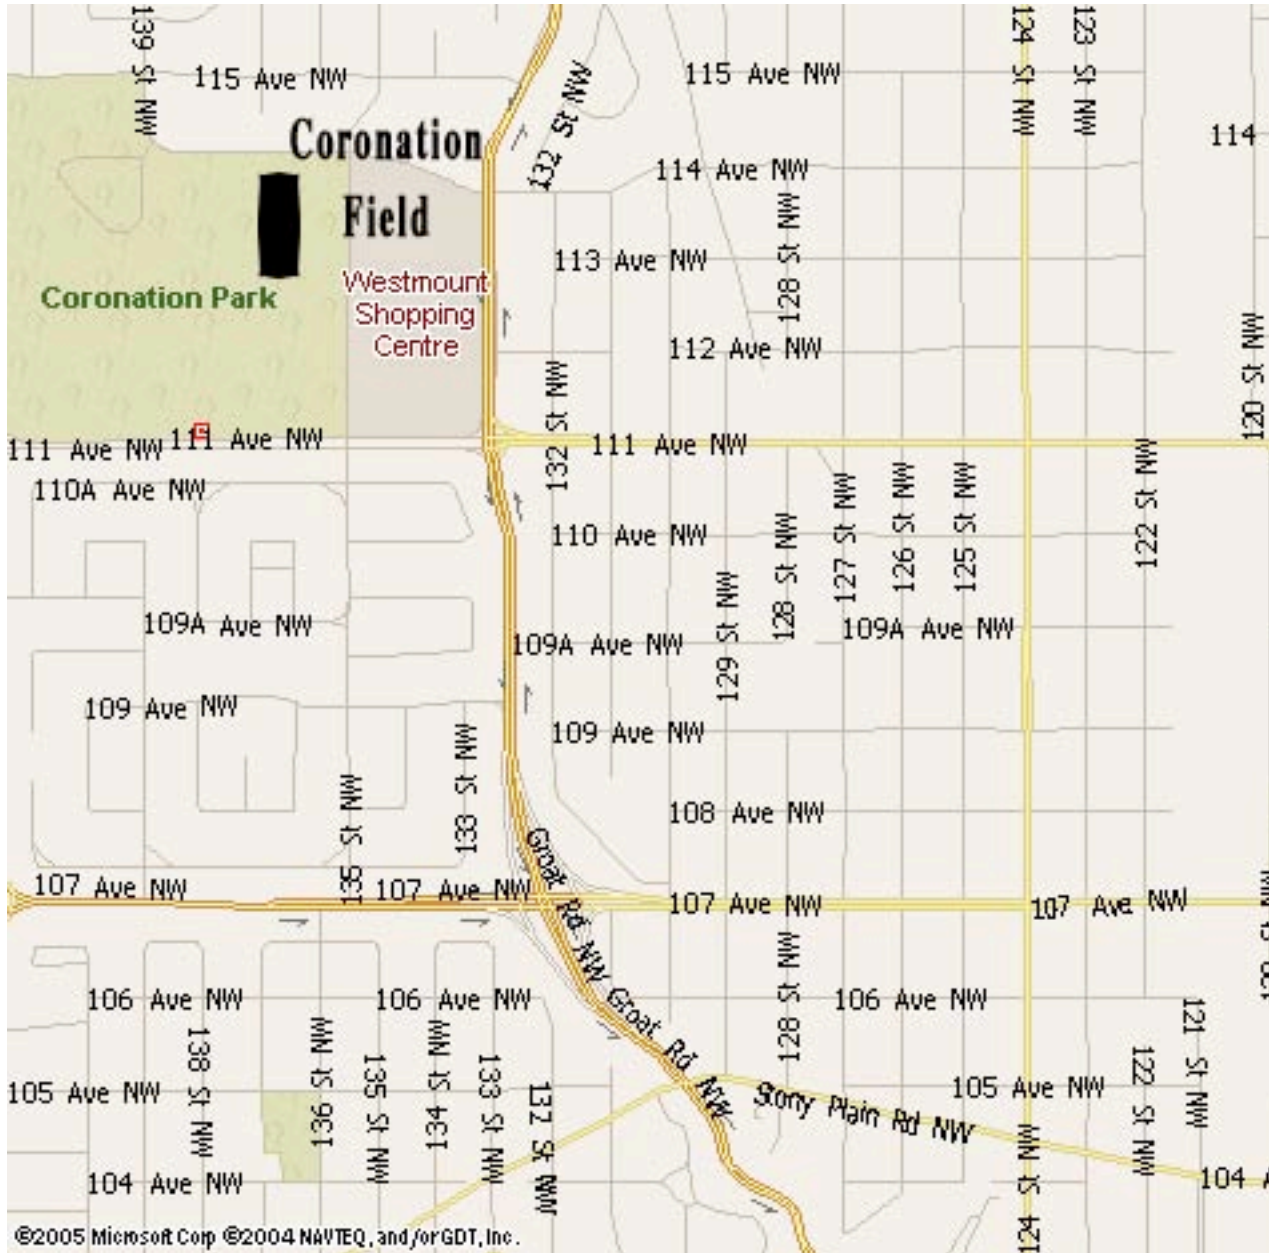 139 St NW
124 St NW
123 St NW
115 Ave NW
132 St NW
115 Ave NW
Coronation
114
114 Ave NW
Field
128 St NW
113 Ave NW
Coronation Park
Westmount
Shopping
Centre
112 Ave NW
120 St NW
132 St NW
111 Ave NW
111 Ave NW
111 Ave NW
110A Ave NW
122 St NW
127 St NW
126 St NW
125 St NW
110 Ave NW
128 St NW
129 St NW
109A Ave NW
109A Ave NW
109A Ave NW
109 Ave NW
109 Ave NW
133 St NW
135 St NW
108 Ave NW
Groat Rd NW
107 Ave NW
107 Ave NW
107 Ave NW
107 Ave NW
128 St NW
106 Ave NW
106 Ave NW
106 Ave NW
Groat Rd NW
121 St NW
138 St NW
136 St NW
135 St NW
134 St NW
133 St NW
132 St NW
122 St NW
105 Ave NW
105 Ave NW
Stony Plain Rd NW
124 St NW
104 Ave NW
104 A
©2005 Microsoft Corp ©2004 NAVTEQ, and/or GDT, Inc.